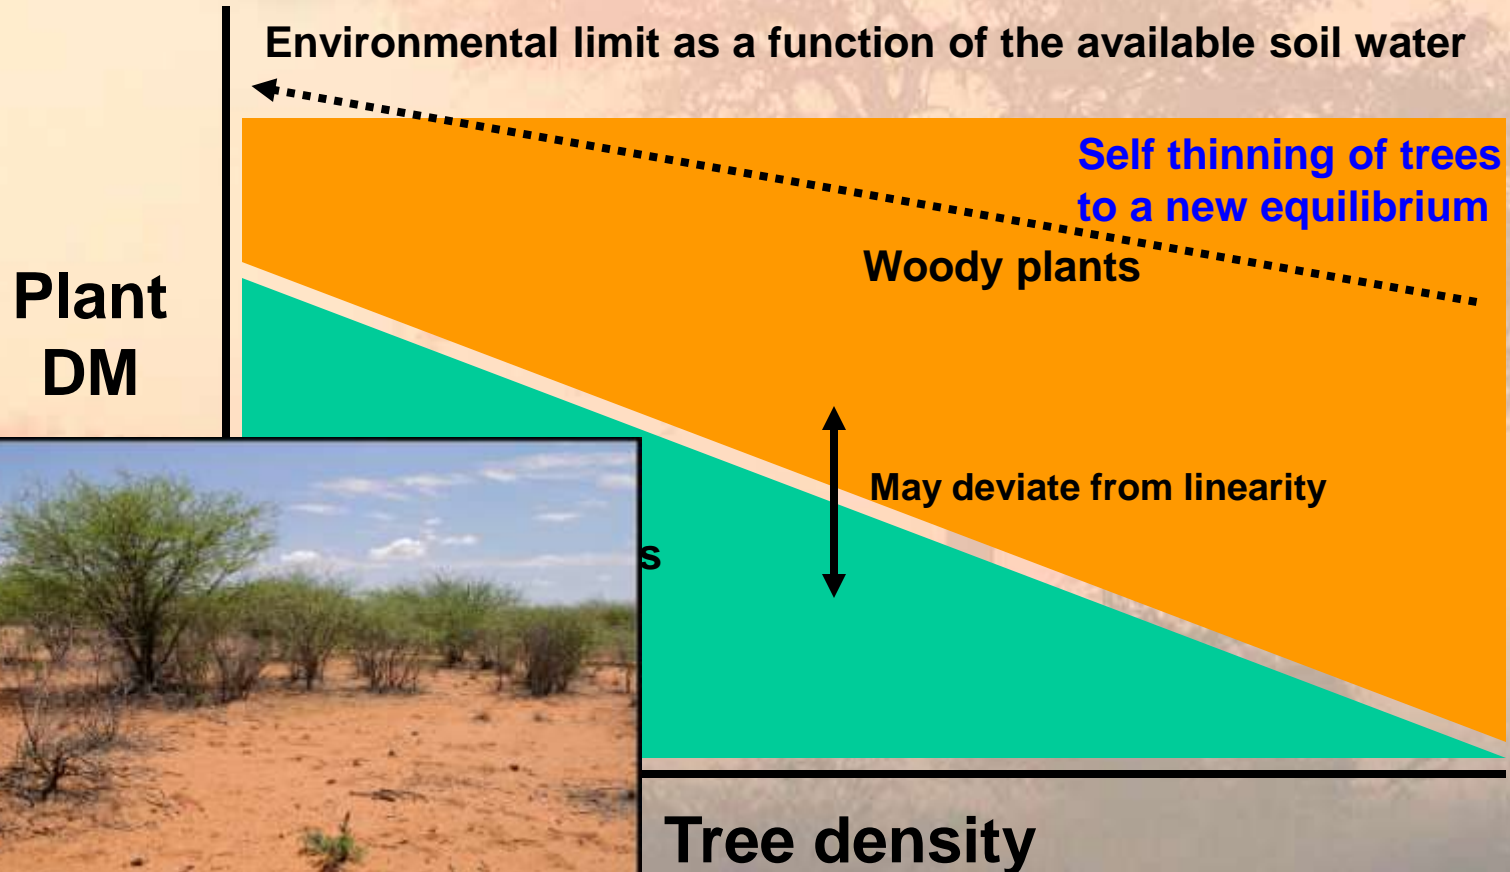 Environmental limit as a function of the available soil water
Self thinning of trees
to a new equilibrium
Woody plants
Plant
DM
May deviate from linearity
s
Tree density